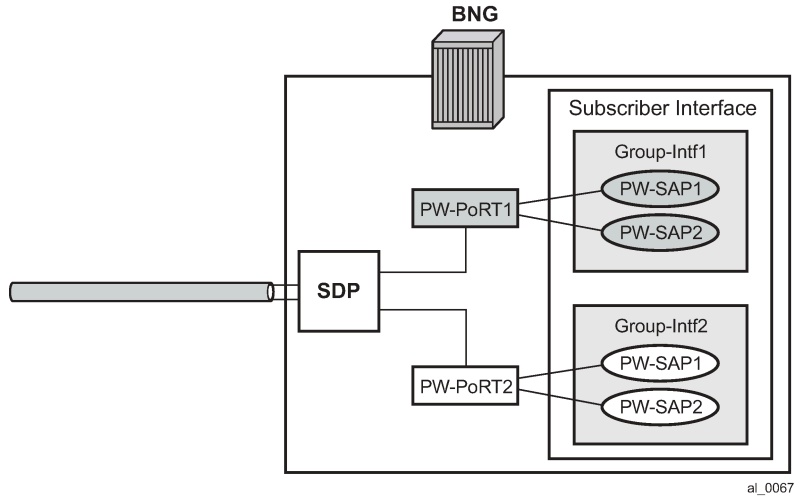 BNG
Subscriber Interface
Group-Intf1
PW-SAP1
PW-SAP2
PW-PoRT1
SDP
Group-Intf2
PW-SAP1
PW-SAP2
PW-PoRT2
al_0067